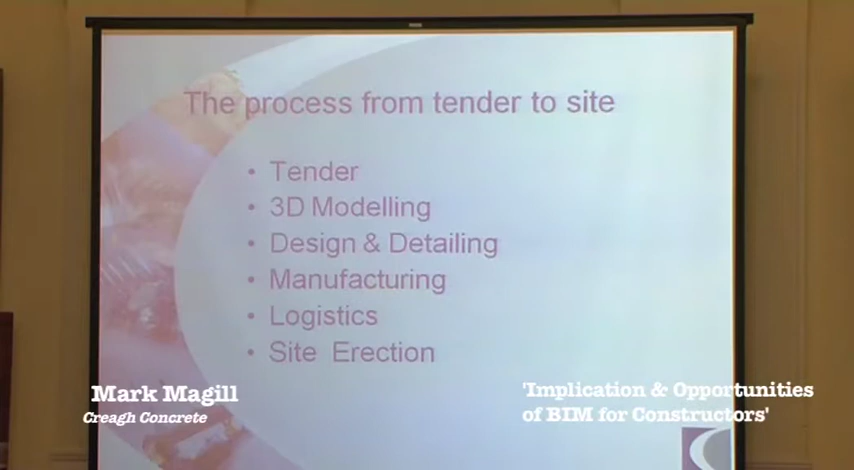 The process from tender to site
• Tender
• 3D Modelling
• Design & Detailing
• Manufacturing
• Logistics
• Site Erection
Mark Magill
Creagh Concrete
'Implication & Opportunities
of BIM for Constructors'